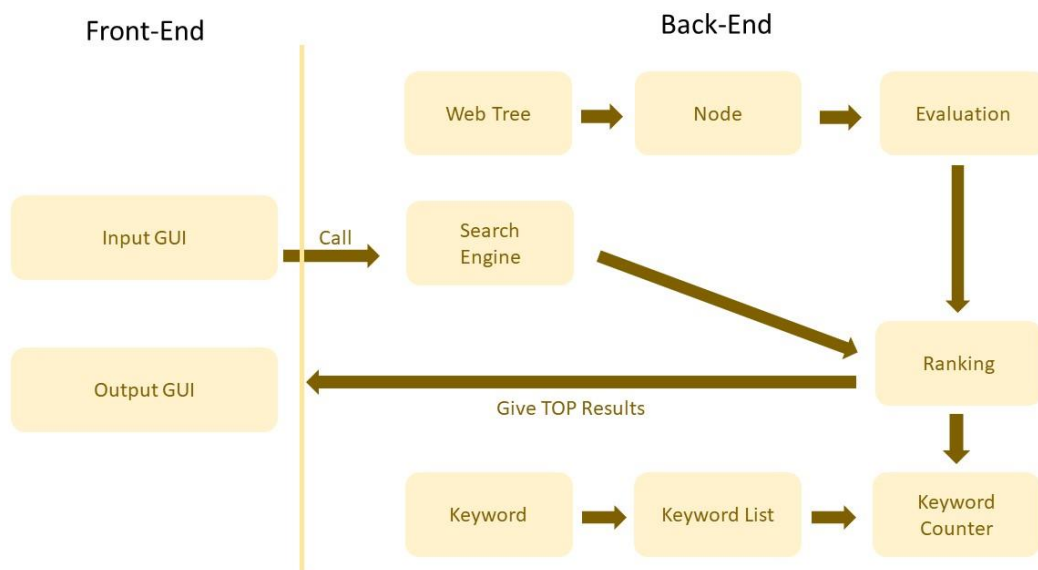 Front-End
Back-End
Web Tree
Node
Evaluation
Input GUI
Call
Search
Engine
Ranking
Output GUI
Give TOP Results
Keyword
Keyword List
Keyword
Counter